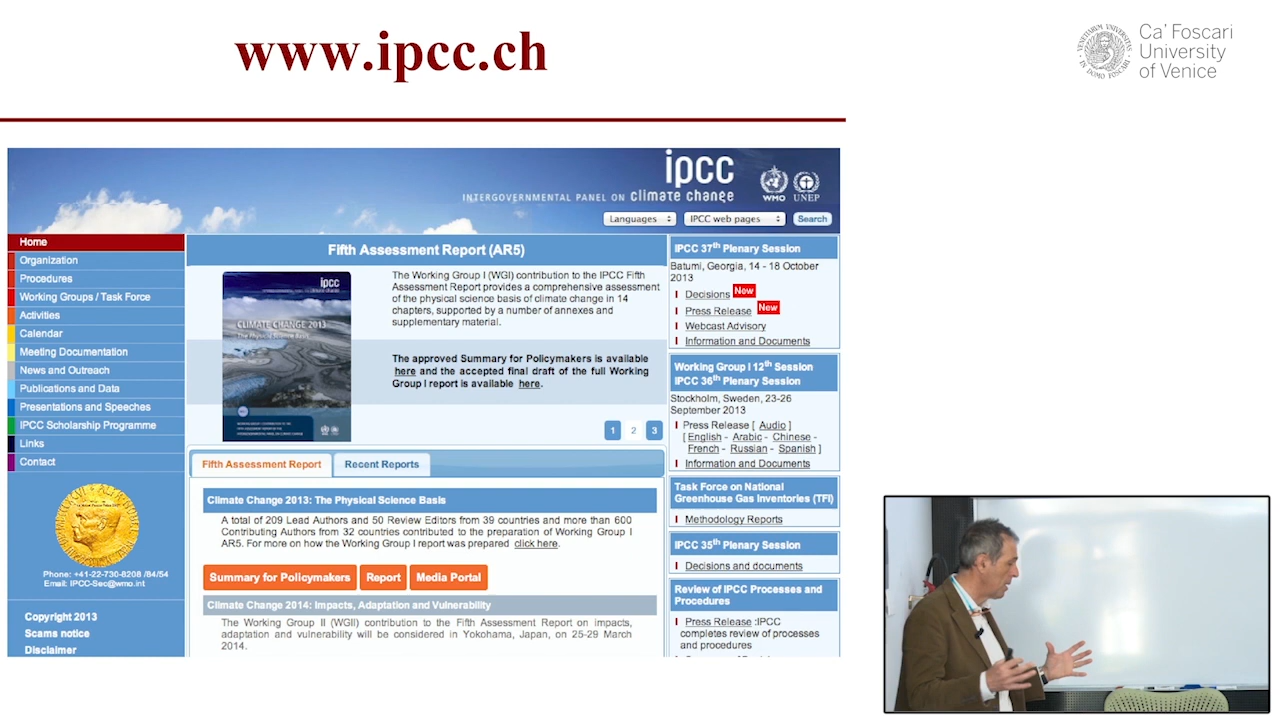 www.ipcc.ch
Ca' Foscari
University
of Venice
ipcc
INTERGOVERNMENTAL PANEL ON climate change
WMO UNEP
Languages
IPCC web pages
Search
Home
Organization
Procedures
Working Groups / Task Force
Activities
Calendar
Meeting Documentation
News and Outreach
Publications and Data
Presentations and Speeches
IPCC Scholarship Programme
Links
Contact
Phone: +41-22-730-8208 /84/54
Email: IPCC-Sec@wmo.int
Copyright 2013
Scams notice
Disclaimer
Fifth Assessment Report (AR5)
ipcc
CLIMATE CHANGE 2013
The Physical Science Basis
The Working Group I (WGI) contribution to the IPCC Fifth
Assessment Report provides a comprehensive assessment
of the physical science basis of climate change in 14
chapters, supported by a number of annexes and
supplementary material.
The approved Summary for Policymakers is available
here and the accepted final draft of the full Working
Group I report is available here.
1 2 3
Fifth Assessment Report
Recent Reports
Climate Change 2013: The Physical Science Basis
A total of 209 Lead Authors and 50 Review Editors from 39 countries and more than 600
Contributing Authors from 32 countries contributed to the preparation of Working Group I
AR5. For more on how the Working Group I report was prepared click here.
Summary for Policymakers
Report
Media Portal
Climate Change 2014: Impacts, Adaptation and Vulnerability
The Working Group II (WGII) contribution to the Fifth Assessment Report on impacts,
adaptation and vulnerability will be considered in Yokohama, Japan, on 25-29 March
2014.
IPCC 37th Plenary Session
Batumi, Georgia, 14 - 18 October
2013
Decisions New
Press Release New
Webcast Advisory
Information and Documents
Working Group I 12th Session
IPCC 36th Plenary Session
Stockholm, Sweden, 23-26
September 2013
Press Release [ Audio ]
[ English - Arabic - Chinese -
French - Russian - Spanish ]
Information and Documents
Task Force on National
Greenhouse Gas Inventories (TFI)
Methodology Reports
IPCC 35th Plenary Session
Decisions and documents
Review of IPCC Processes and
Procedures
Press Release :IPCC
completes review of processes
and procedures